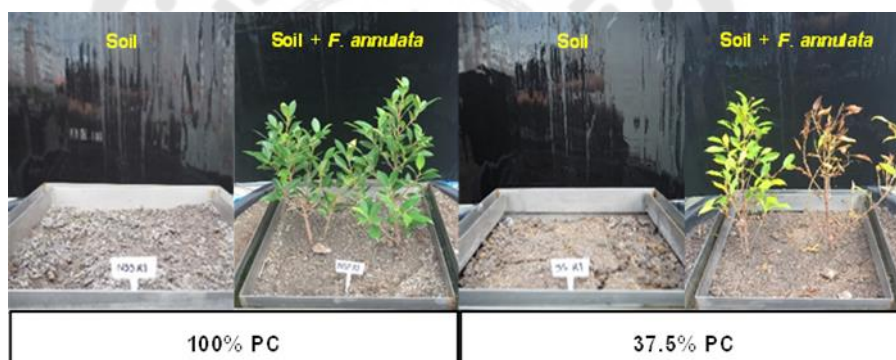 Soil
Soil + F. annulata
Soil
Soil + F. annulata
100% PC
37.5% PC